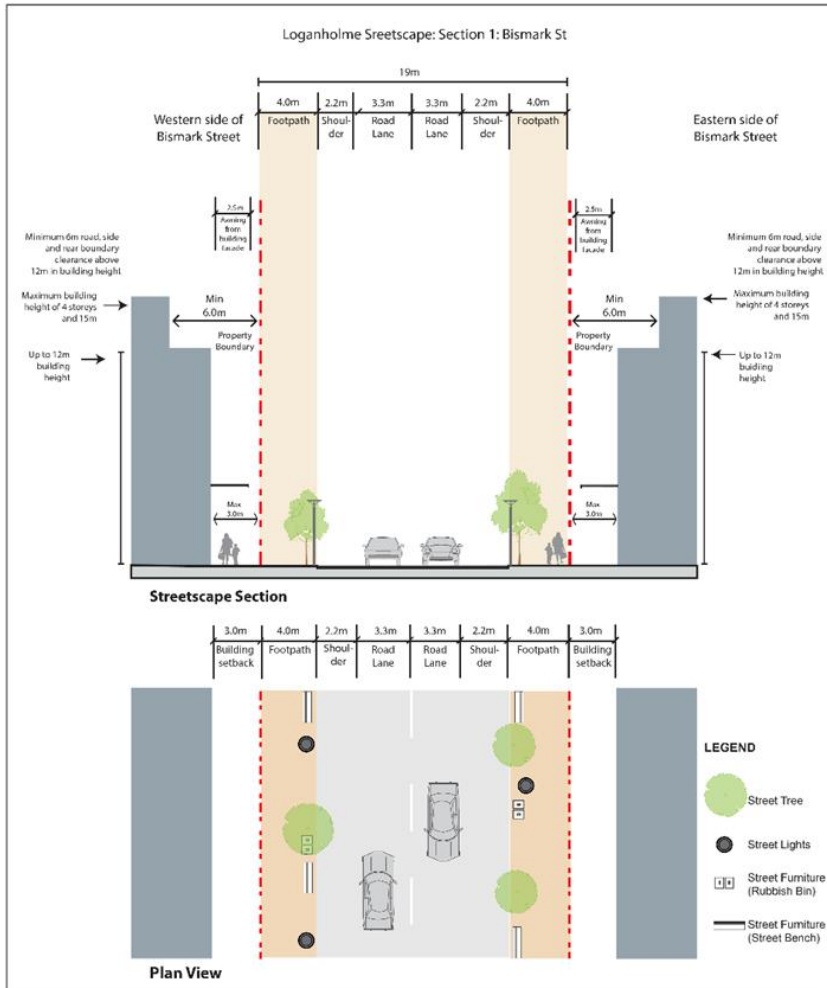 Loganholme Sreetscape: Section 1: Bismark St
19m
4.0m 2.2m 3.3m 3.3m 2.2m 4.0m
Western side of
Bismark Street
Footpath
Shoul-
der
Road
Lane
Road
Lane
Shoul-
der
Footpath
Eastern side of
Bismark Street
2.5m
Awning
from
building
facade
2.5m
Awning
from
building
facade
Minimum 6m road, side
and rear boundary
clearance above
12m in building height
Minimum 6m road, side
and rear boundary
clearance above
12m in building height
Maximum building
height of 4 storeys
and 15m
Min
6.0m
Property
Boundary
Min
6.0m
Property
Boundary
Maximum building
height of 4 storeys
and 15m
Up to 12m
building
height
Up to 12m
building
height
Max
3.0m
Max
3.0m
Streetscape Section
3.0m 4.0m 2.2m 3.3m 3.3m 2.2m 4.0m 3.0m
Building
setback
Footpath
Shoul-
der
Road
Lane
Road
Lane
Shoul-
der
Footpath
Building
setback
LEGEND
Street Tree
Street Lights
Street Furniture
(Rubbish Bin)
Street Furniture
(Street Bench)
Plan View